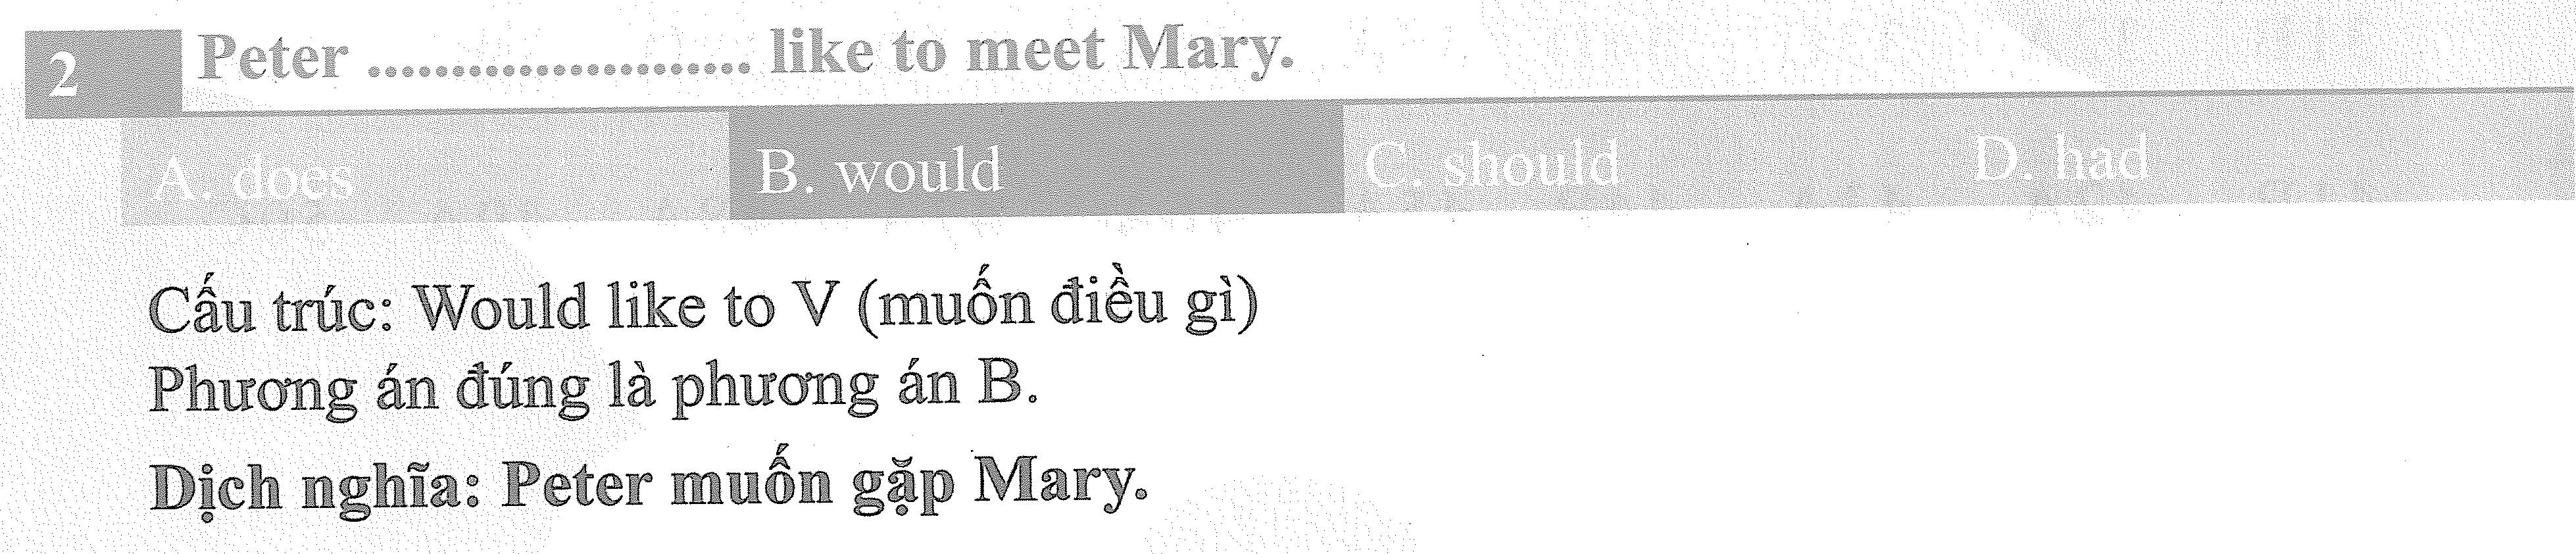 2 Peter ....................... like to meet Mary.
A. does B. would C. should D. had
Cấu trúc: Would like to V (muốn điều gì)
Phương án đúng là phương án B.
Dịch nghĩa: Peter muốn gặp Mary.